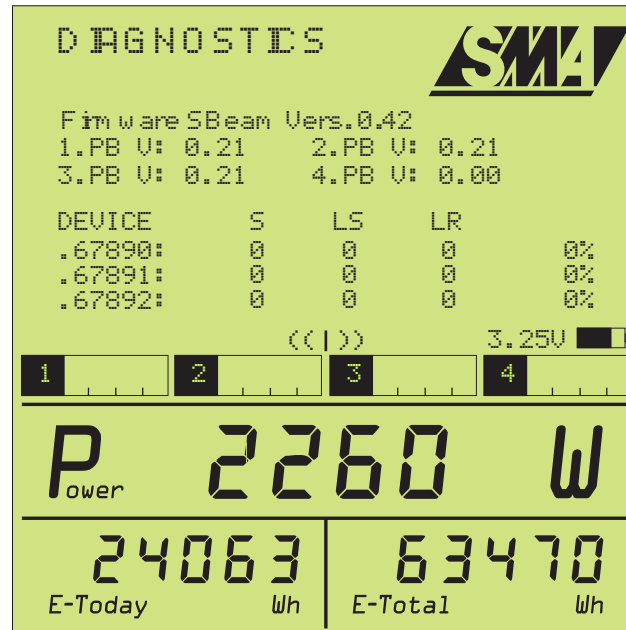 DIAGNOSTICS
SMA
Firmware SBeam Vers.0.42
1.PB V: 0.21 2.PB V: 0.21
3.PB V: 0.21 4.PB V: 0.00
DEVICE S LS LR
.67890: 0 0 0 0%
.67891: 0 0 0 0%
.67892: 0 0 0 0%
((|)) 3.25V
1 2 3 4
Power 2260 W
24063 63470
E-Today Wh E-Total Wh